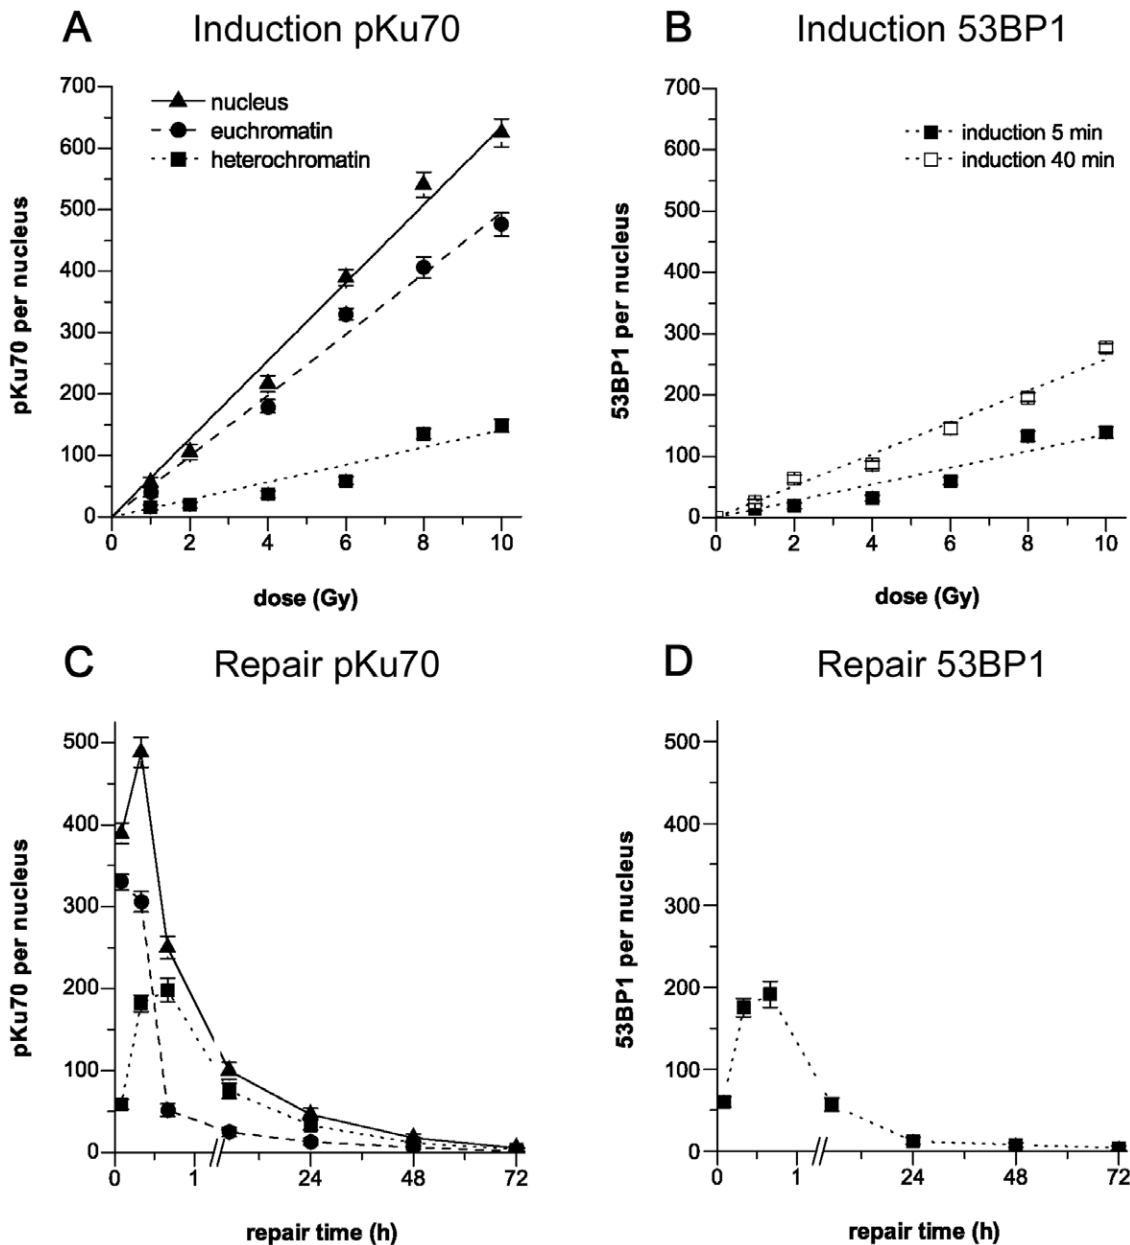 A Induction pKu70
B Induction 53BP1
700
600
500
400
300
200
100
0
pKu70 per nucleus
nucleus
euchromatin
heterochromatin
0 2 4 6 8 10
dose (Gy)
700
600
500
400
300
200
100
0
53BP1 per nucleus
induction 5 min
induction 40 min
0 2 4 6 8 10
dose (Gy)
C Repair pKu70
D Repair 53BP1
500
400
300
200
100
0
pKu70 per nucleus
0 1 24 48 72
repair time (h)
500
400
300
200
100
0
53BP1 per nucleus
0 1 24 48 72
repair time (h)